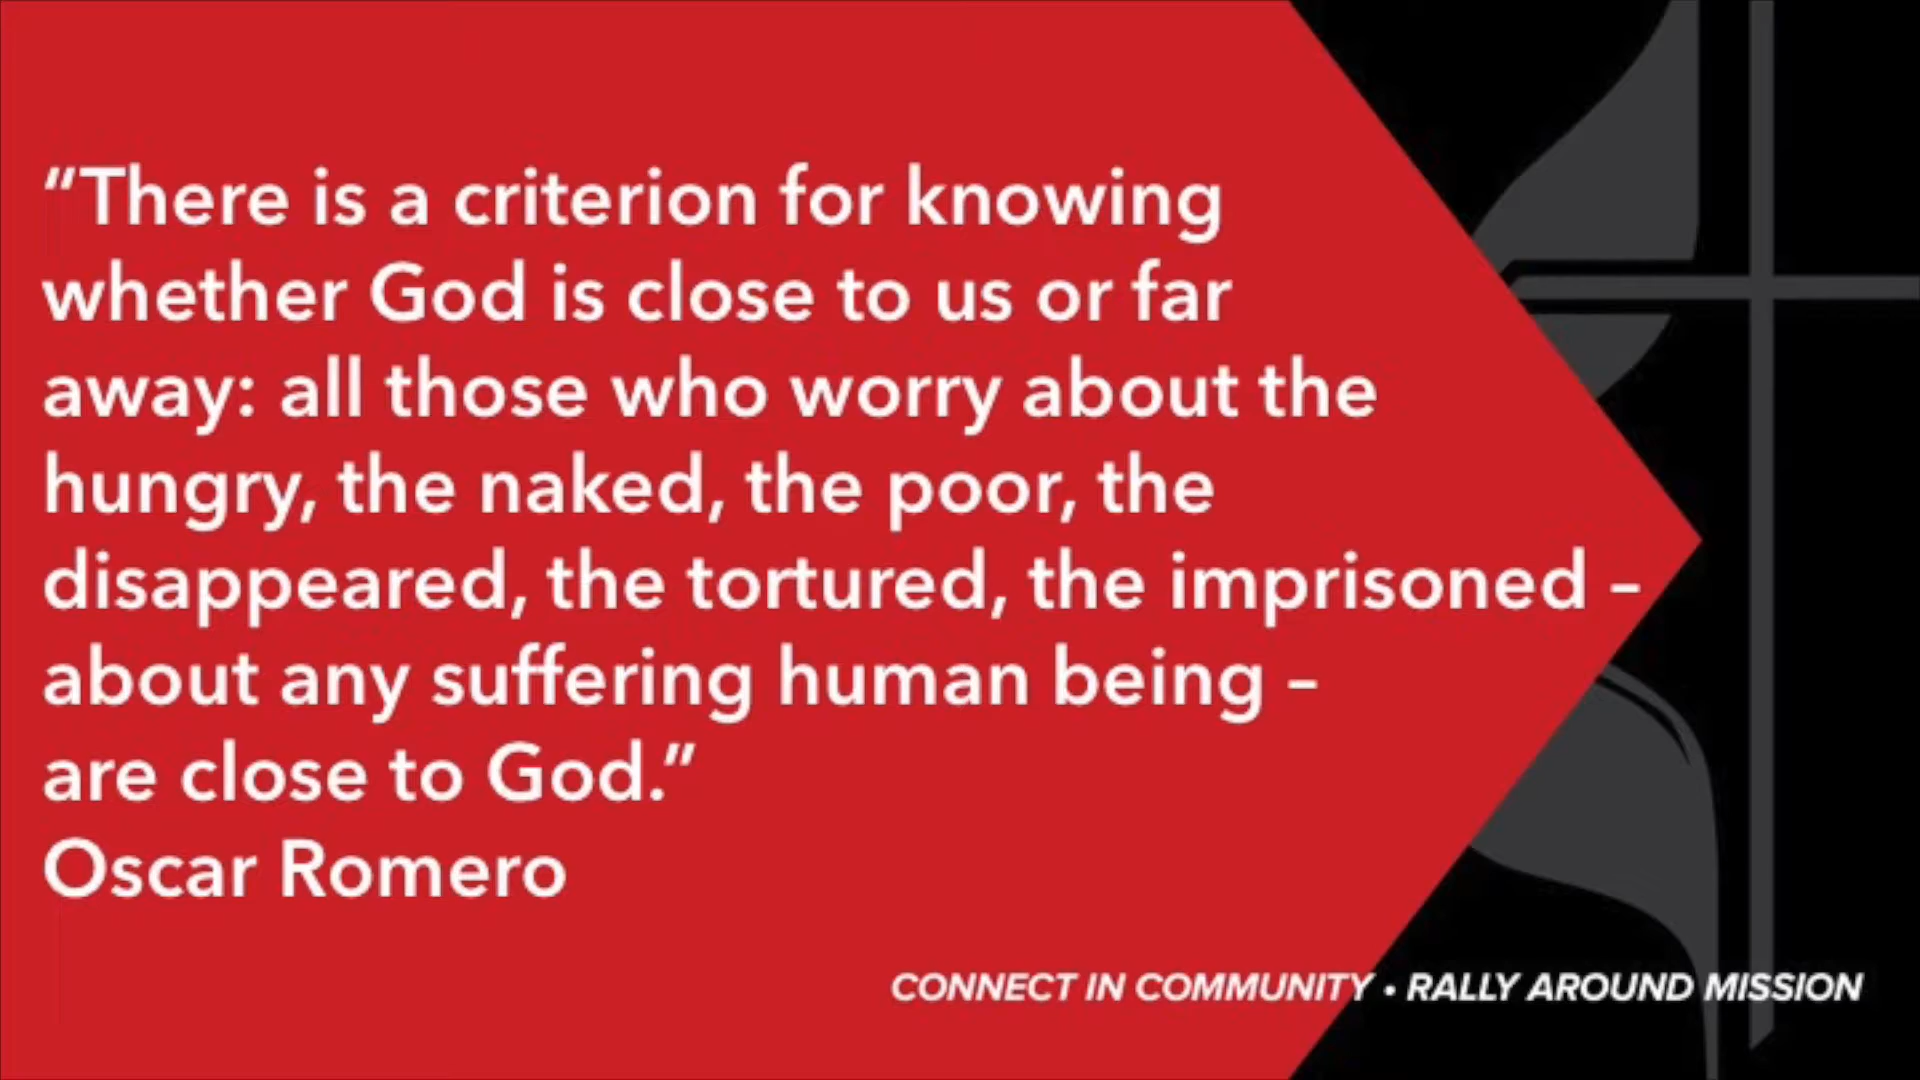 “There is a criterion for knowing
whether God is close to us or far
away: all those who worry about the
hungry, the naked, the poor, the
disappeared, the tortured, the imprisoned –
about any suffering human being –
are close to God.”
Oscar Romero
CONNECT IN COMMUNITY • RALLY AROUND MISSION